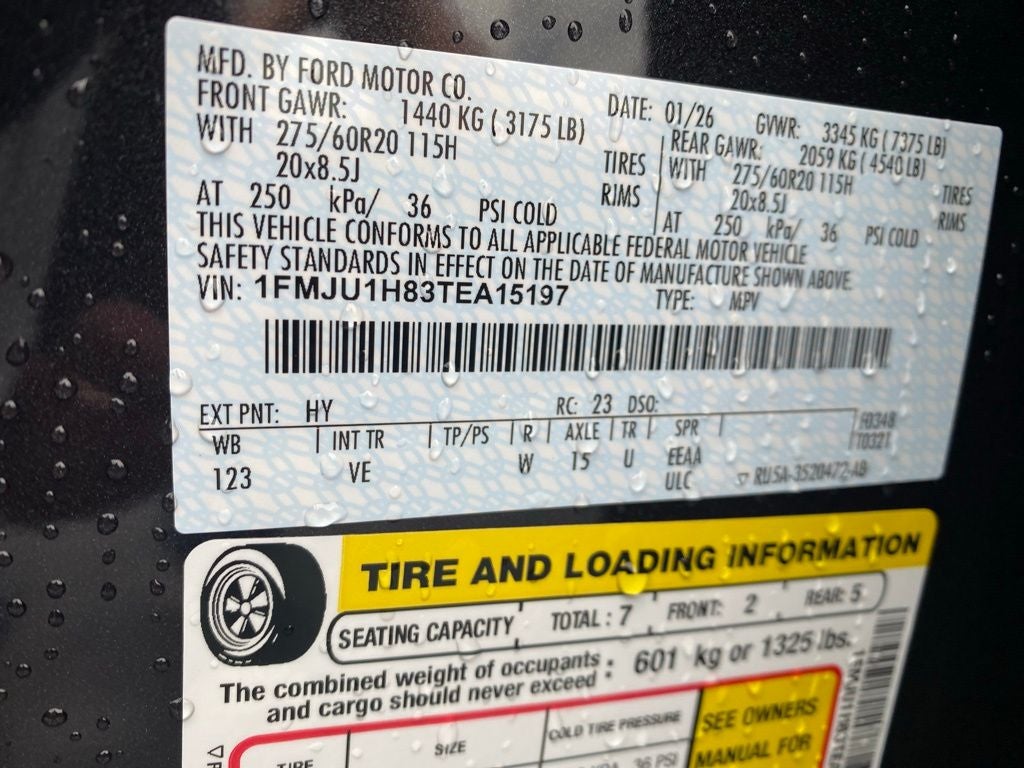 MFD. BY FORD MOTOR CO. DATE: 01/26 GVWR: 3345 KG ( 7375 LB)
FRONT GAWR: 1440 KG ( 3175 LB) REAR GAWR: 2059 KG ( 4540 LB)
WITH 275/60R20 115H TIRES WITH 275/60R20 115H TIRES
20x8.5J RIMS 20x8.5J RIMS
AT 250 kPa/ 36 PSI COLD AT 250 kPa/ 36 PSI COLD
THIS VEHICLE CONFORMS TO ALL APPLICABLE FEDERAL MOTOR VEHICLE
SAFETY STANDARDS IN EFFECT ON THE DATE OF MANUFACTURE SHOWN ABOVE.
VIN: 1FMJU1H83TEA15197 TYPE: MPV
EXT PNT: HY RC: 23 DSO:
WB INT TR TP/PS R AXLE TR SPR
123 VE W 15 U EEAA
ULC
TIRE AND LOADING INFORMATION
SEATING CAPACITY TOTAL : 7 FRONT: 2 REAR: 5
The combined weight of occupants
and cargo should never exceed : 601 kg or 1325 lbs.
TIRE SIZE COLD TIRE PRESSURE SEE OWNERS
36 PSI MANUAL FOR